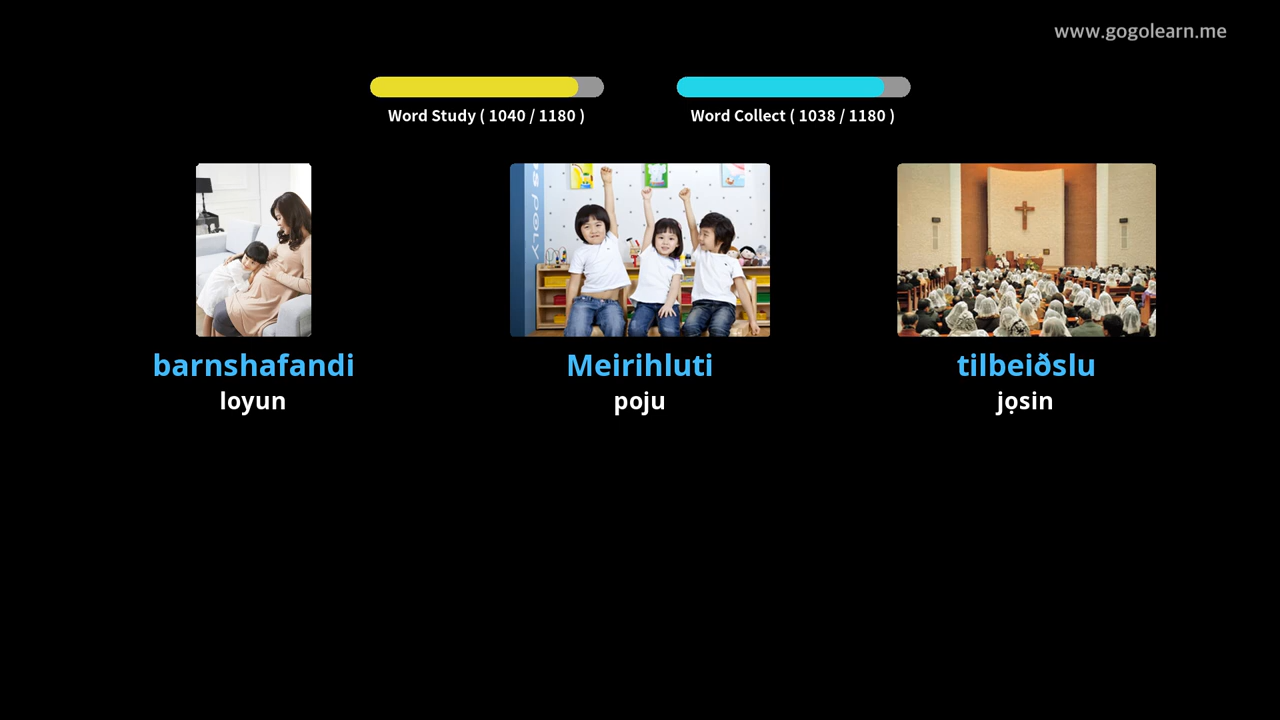 www.gogolearn.me
Word Study ( 1040 / 1180 )
Word Collect ( 1038 / 1180 )
barnshafandi
loyun
Meirihluti
poju
tilbeiðslu
jọsin